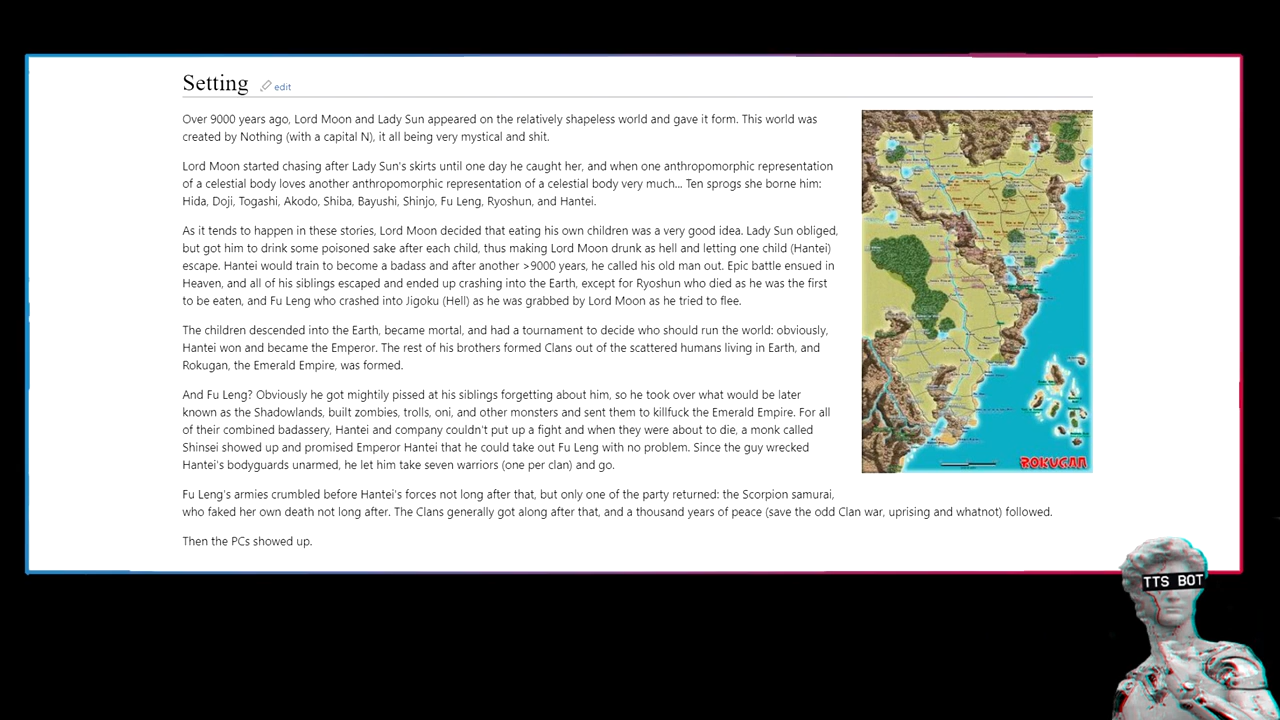 Setting edit
Over 9000 years ago, Lord Moon and Lady Sun appeared on the relatively shapeless world and gave it form. This world was
created by Nothing (with a capital N), it all being very mystical and shit.
Lord Moon started chasing after Lady Sun's skirts until one day he caught her, and when one anthropomorphic representation
of a celestial body loves another anthropomorphic representation of a celestial body very much... Ten sprogs she borne him:
Hida, Doji, Togashi, Akodo, Shiba, Bayushi, Shinjo, Fu Leng, Ryoshun, and Hantei.
As it tends to happen in these stories, Lord Moon decided that eating his own children was a very good idea. Lady Sun obliged,
but got him to drink some poisoned sake after each child, thus making Lord Moon drunk as hell and letting one child (Hantei)
escape. Hantei would train to become a badass and after another >9000 years, he called his old man out. Epic battle ensued in
Heaven, and all of his siblings escaped and ended up crashing into the Earth, except for Ryoshun who died as he was the first
to be eaten, and Fu Leng who crashed into Jigoku (Hell) as he was grabbed by Lord Moon as he tried to flee.
The children descended into the Earth, became mortal, and had a tournament to decide who should run the world: obviously,
Hantei won and became the Emperor. The rest of his brothers formed Clans out of the scattered humans living in Earth, and
Rokugan, the Emerald Empire, was formed.
And Fu Leng? Obviously he got mightily pissed at his siblings forgetting about him, so he took over what would be later
known as the Shadowlands, built zombies, trolls, oni, and other monsters and sent them to killfuck the Emerald Empire. For all
of their combined badassery, Hantei and company couldn't put up a fight and when they were about to die, a monk called
Shinsei showed up and promised Emperor Hantei that he could take out Fu Leng with no problem. Since the guy wrecked
Hantei's bodyguards unarmed, he let him take seven warriors (one per clan) and go.
Fu Leng's armies crumbled before Hantei's forces not long after that, but only one of the party returned: the Scorpion samurai,
who faked her own death not long after. The Clans generally got along after that, and a thousand years of peace (save the odd Clan war, uprising and whatnot) followed.
Then the PCs showed up.
ROKUGAN
TTS BOT